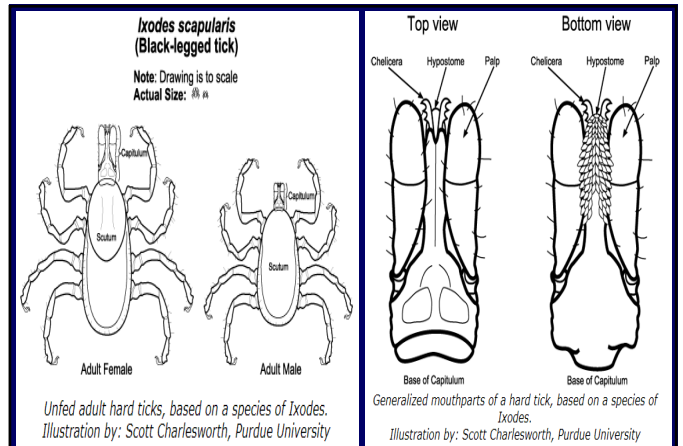 Ixodes scapularis
(Black-legged tick)
Note: Drawing is to scale
Actual Size:
Capitulum
Scutum
Adult Female
Capitulum
Scutum
Adult Male
Unfed adult hard ticks, based on a species of Ixodes.
Illustration by: Scott Charlesworth, Purdue University
Top view
Chelicera
Hypostome
Palp
Base of Capitulum
Bottom view
Chelicera
Hypostome
Palp
Base of Capitulum
Generalized mouthparts of a hard tick, based on a species of
Ixodes.
Illustration by: Scott Charlesworth, Purdue University